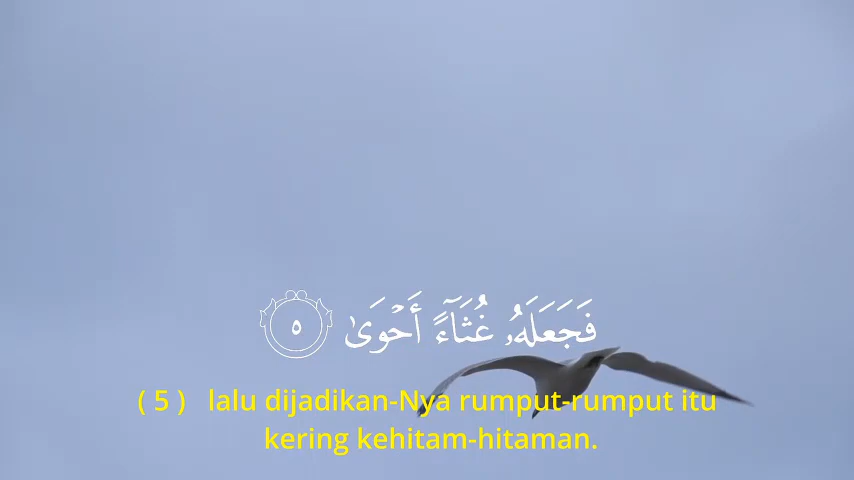 فَجَعَلَهُۥ غُثَآءً أَحْوَىٰ ٥
( 5 ) lalu dijadikan-Nya rumput-rumput itu
kering kehitam-hitaman.